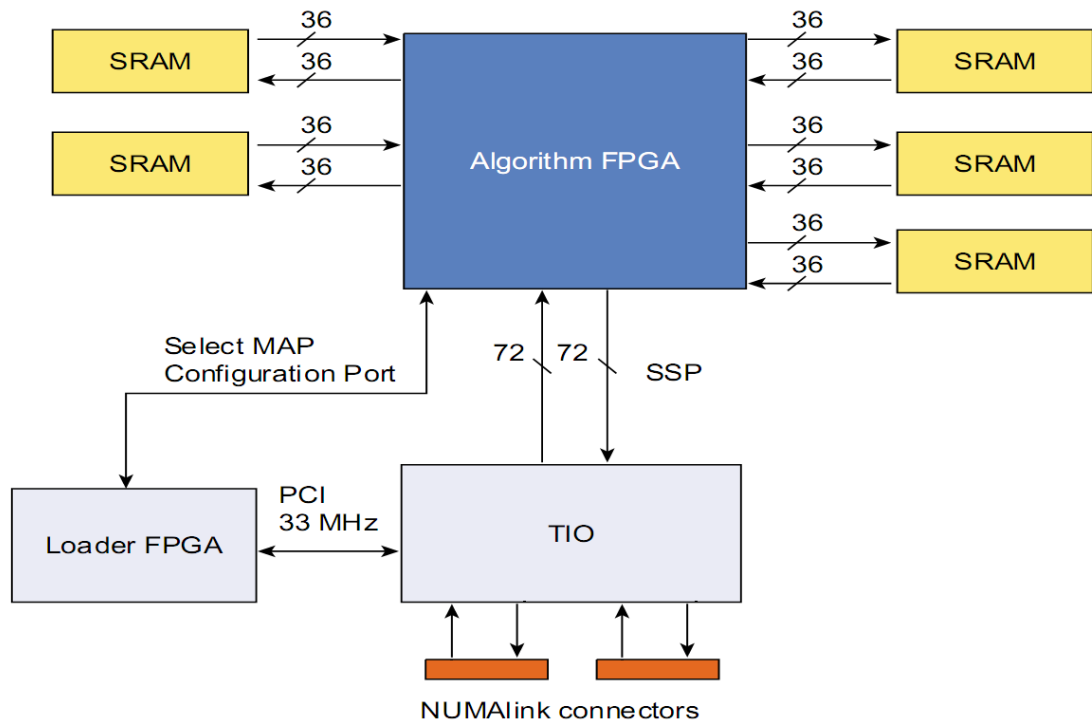 36
36
SRAM
SRAM
36
36
36
36
SRAM
Algorithm FPGA
SRAM
36
36
36
SRAM
36
Select MAP
Configuration Port
72
72
SSP
PCI
33 MHz
Loader FPGA
TIO
NUMAlink connectors